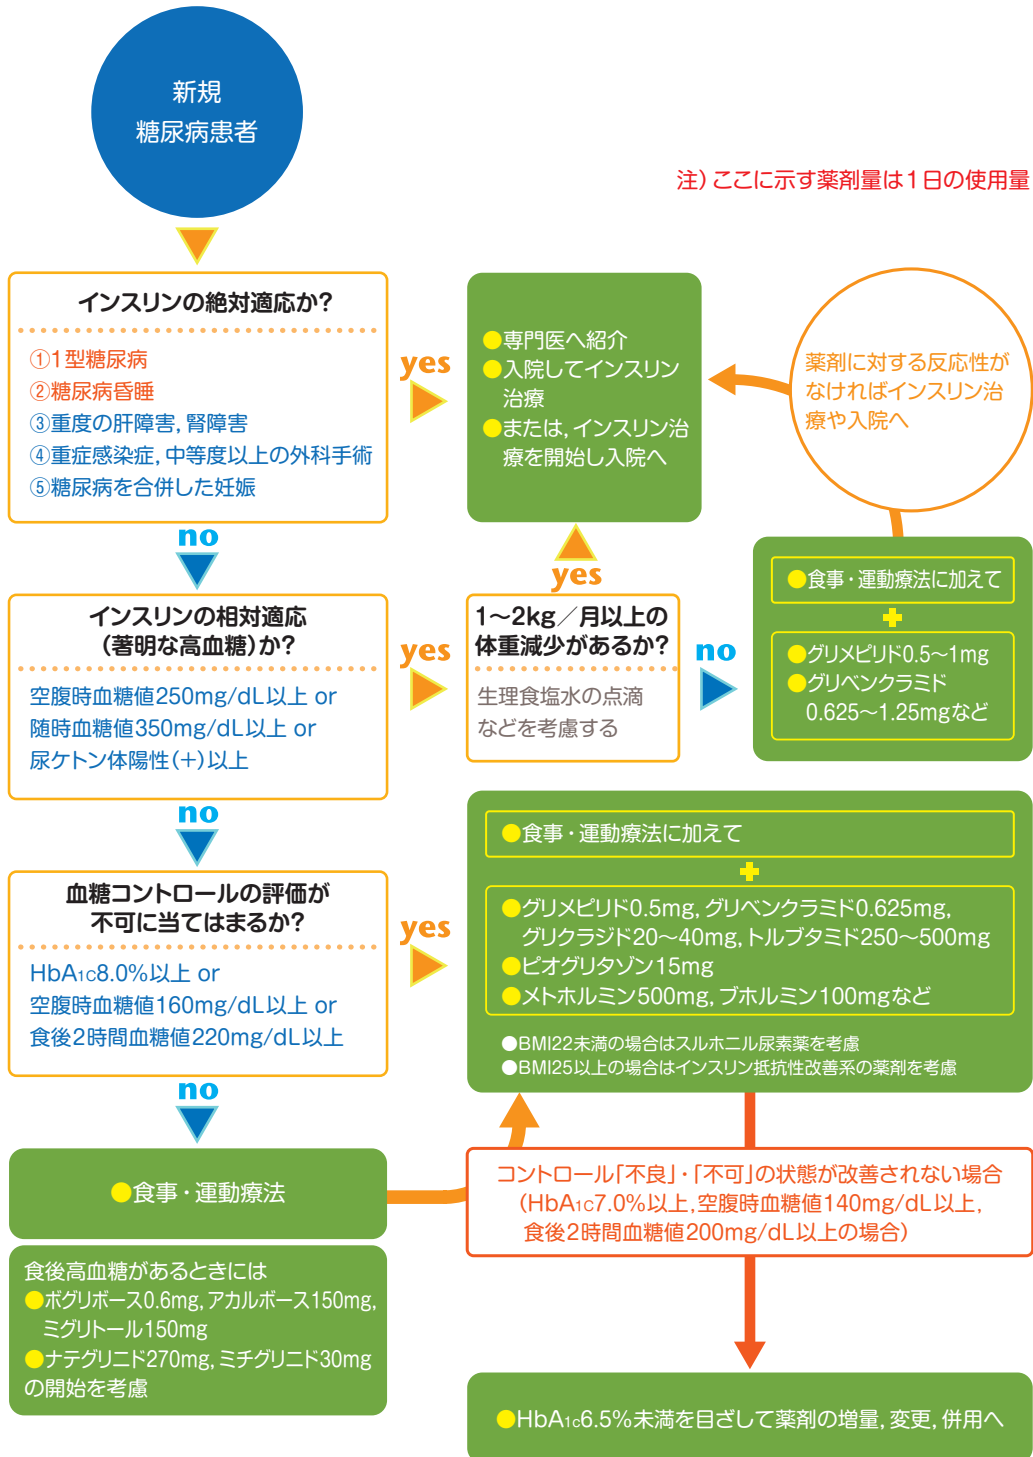 新規
糖尿病患者
注）ここに示す薬剤量は1日の使用量
インスリンの絶対適応か？
①1型糖尿病
②糖尿病昏睡
③重度の肝障害，腎障害
④重症感染症，中等度以上の外科手術
⑤糖尿病を合併した妊娠
yes
●専門医へ紹介
●入院してインスリン
治療
●または，インスリン治
療を開始し入院へ
薬剤に対する反応性が
なければインスリン治
療や入院へ
no
yes
インスリンの相対適応
（著明な高血糖）か？
空腹時血糖値250mg/dL以上 or
随時血糖値350mg/dL以上 or
尿ケトン体陽性（＋）以上
yes
1〜2kg／月以上の
体重減少があるか？
生理食塩水の点滴
などを考慮する
no
●食事・運動療法に加えて
＋
●グリメピリド0.5〜1mg
●グリベンクラミド
0.625〜1.25mgなど
no
血糖コントロールの評価が
不可に当てはまるか？
HbA1C8.0%以上 or
空腹時血糖値160mg/dL以上 or
食後2時間血糖値220mg/dL以上
yes
●食事・運動療法に加えて
＋
●グリメピリド0.5mg，グリベンクラミド0.625mg，
グリクラジド20〜40mg，トルブタミド250〜500mg
●ピオグリタゾン15mg
●メトホルミン500mg，ブホルミン100mgなど
●BMI22未満の場合はスルホニル尿素薬を考慮
●BMI25以上の場合はインスリン抵抗性改善系の薬剤を考慮
no
●食事・運動療法
食後高血糖があるときには
●ボグリボース0.6mg，アカルボース150mg，
ミグリトール150mg
●ナテグリニド270mg，ミチグリニド30mg
の開始を考慮
コントロール「不良」・「不可」の状態が改善されない場合
（HbA1C7.0%以上，空腹時血糖値140mg/dL以上，
食後2時間血糖値200mg/dL以上の場合）
●HbA1C6.5%未満を目ざして薬剤の増量，変更，併用へ